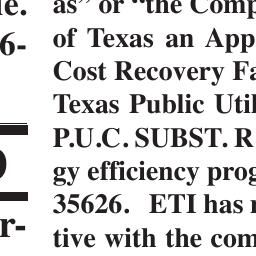 as" or "the Comp
of Texas an App
Cost Recovery Fa
Texas Public Util
P.U.C. SUBST. R
gy efficiency prog
35626. ETI has
tive with the com
le.
6-
r-